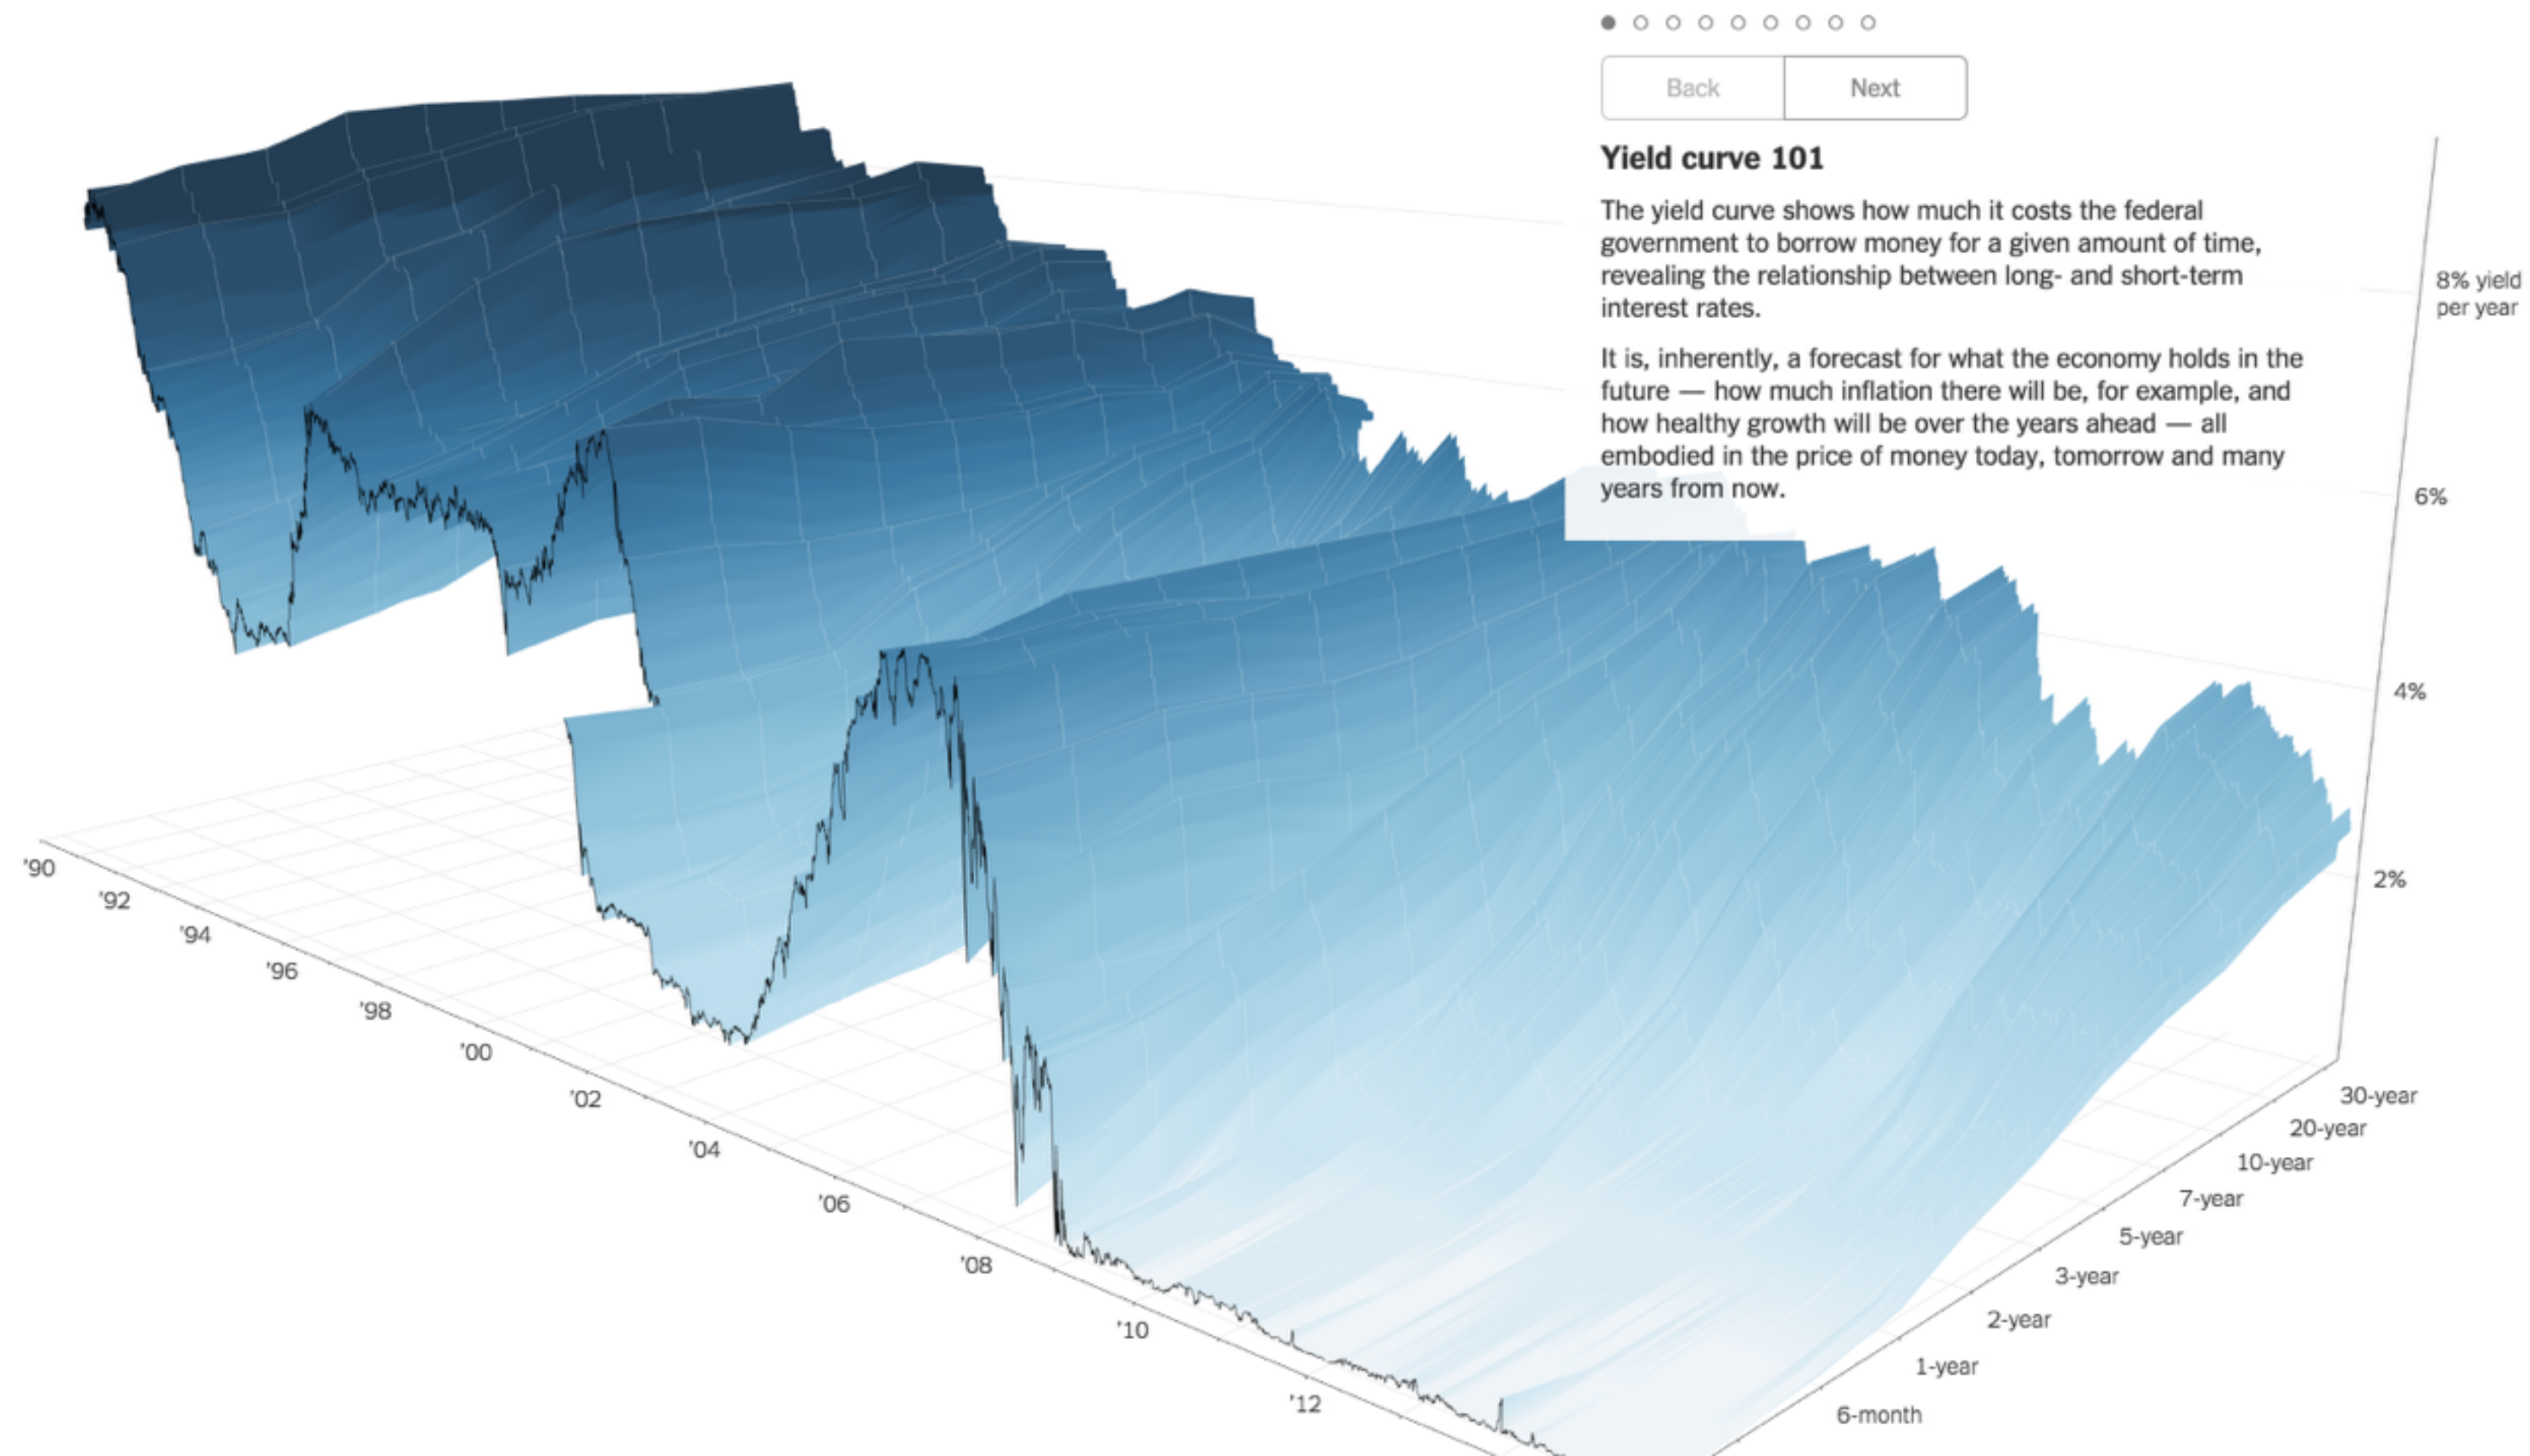 Back
Next
Yield curve 101
The yield curve shows how much it costs the federal
government to borrow money for a given amount of time,
revealing the relationship between long- and short-term
interest rates.
It is, inherently, a forecast for what the economy holds in the
future — how much inflation there will be, for example, and
how healthy growth will be over the years ahead — all
embodied in the price of money today, tomorrow and many
years from now.
8% yield
per year
6%
4%
2%
30-year
20-year
10-year
7-year
5-year
3-year
2-year
1-year
6-month
’90
’92
’94
’96
’98
’00
’02
’04
’06
’08
’10
’12